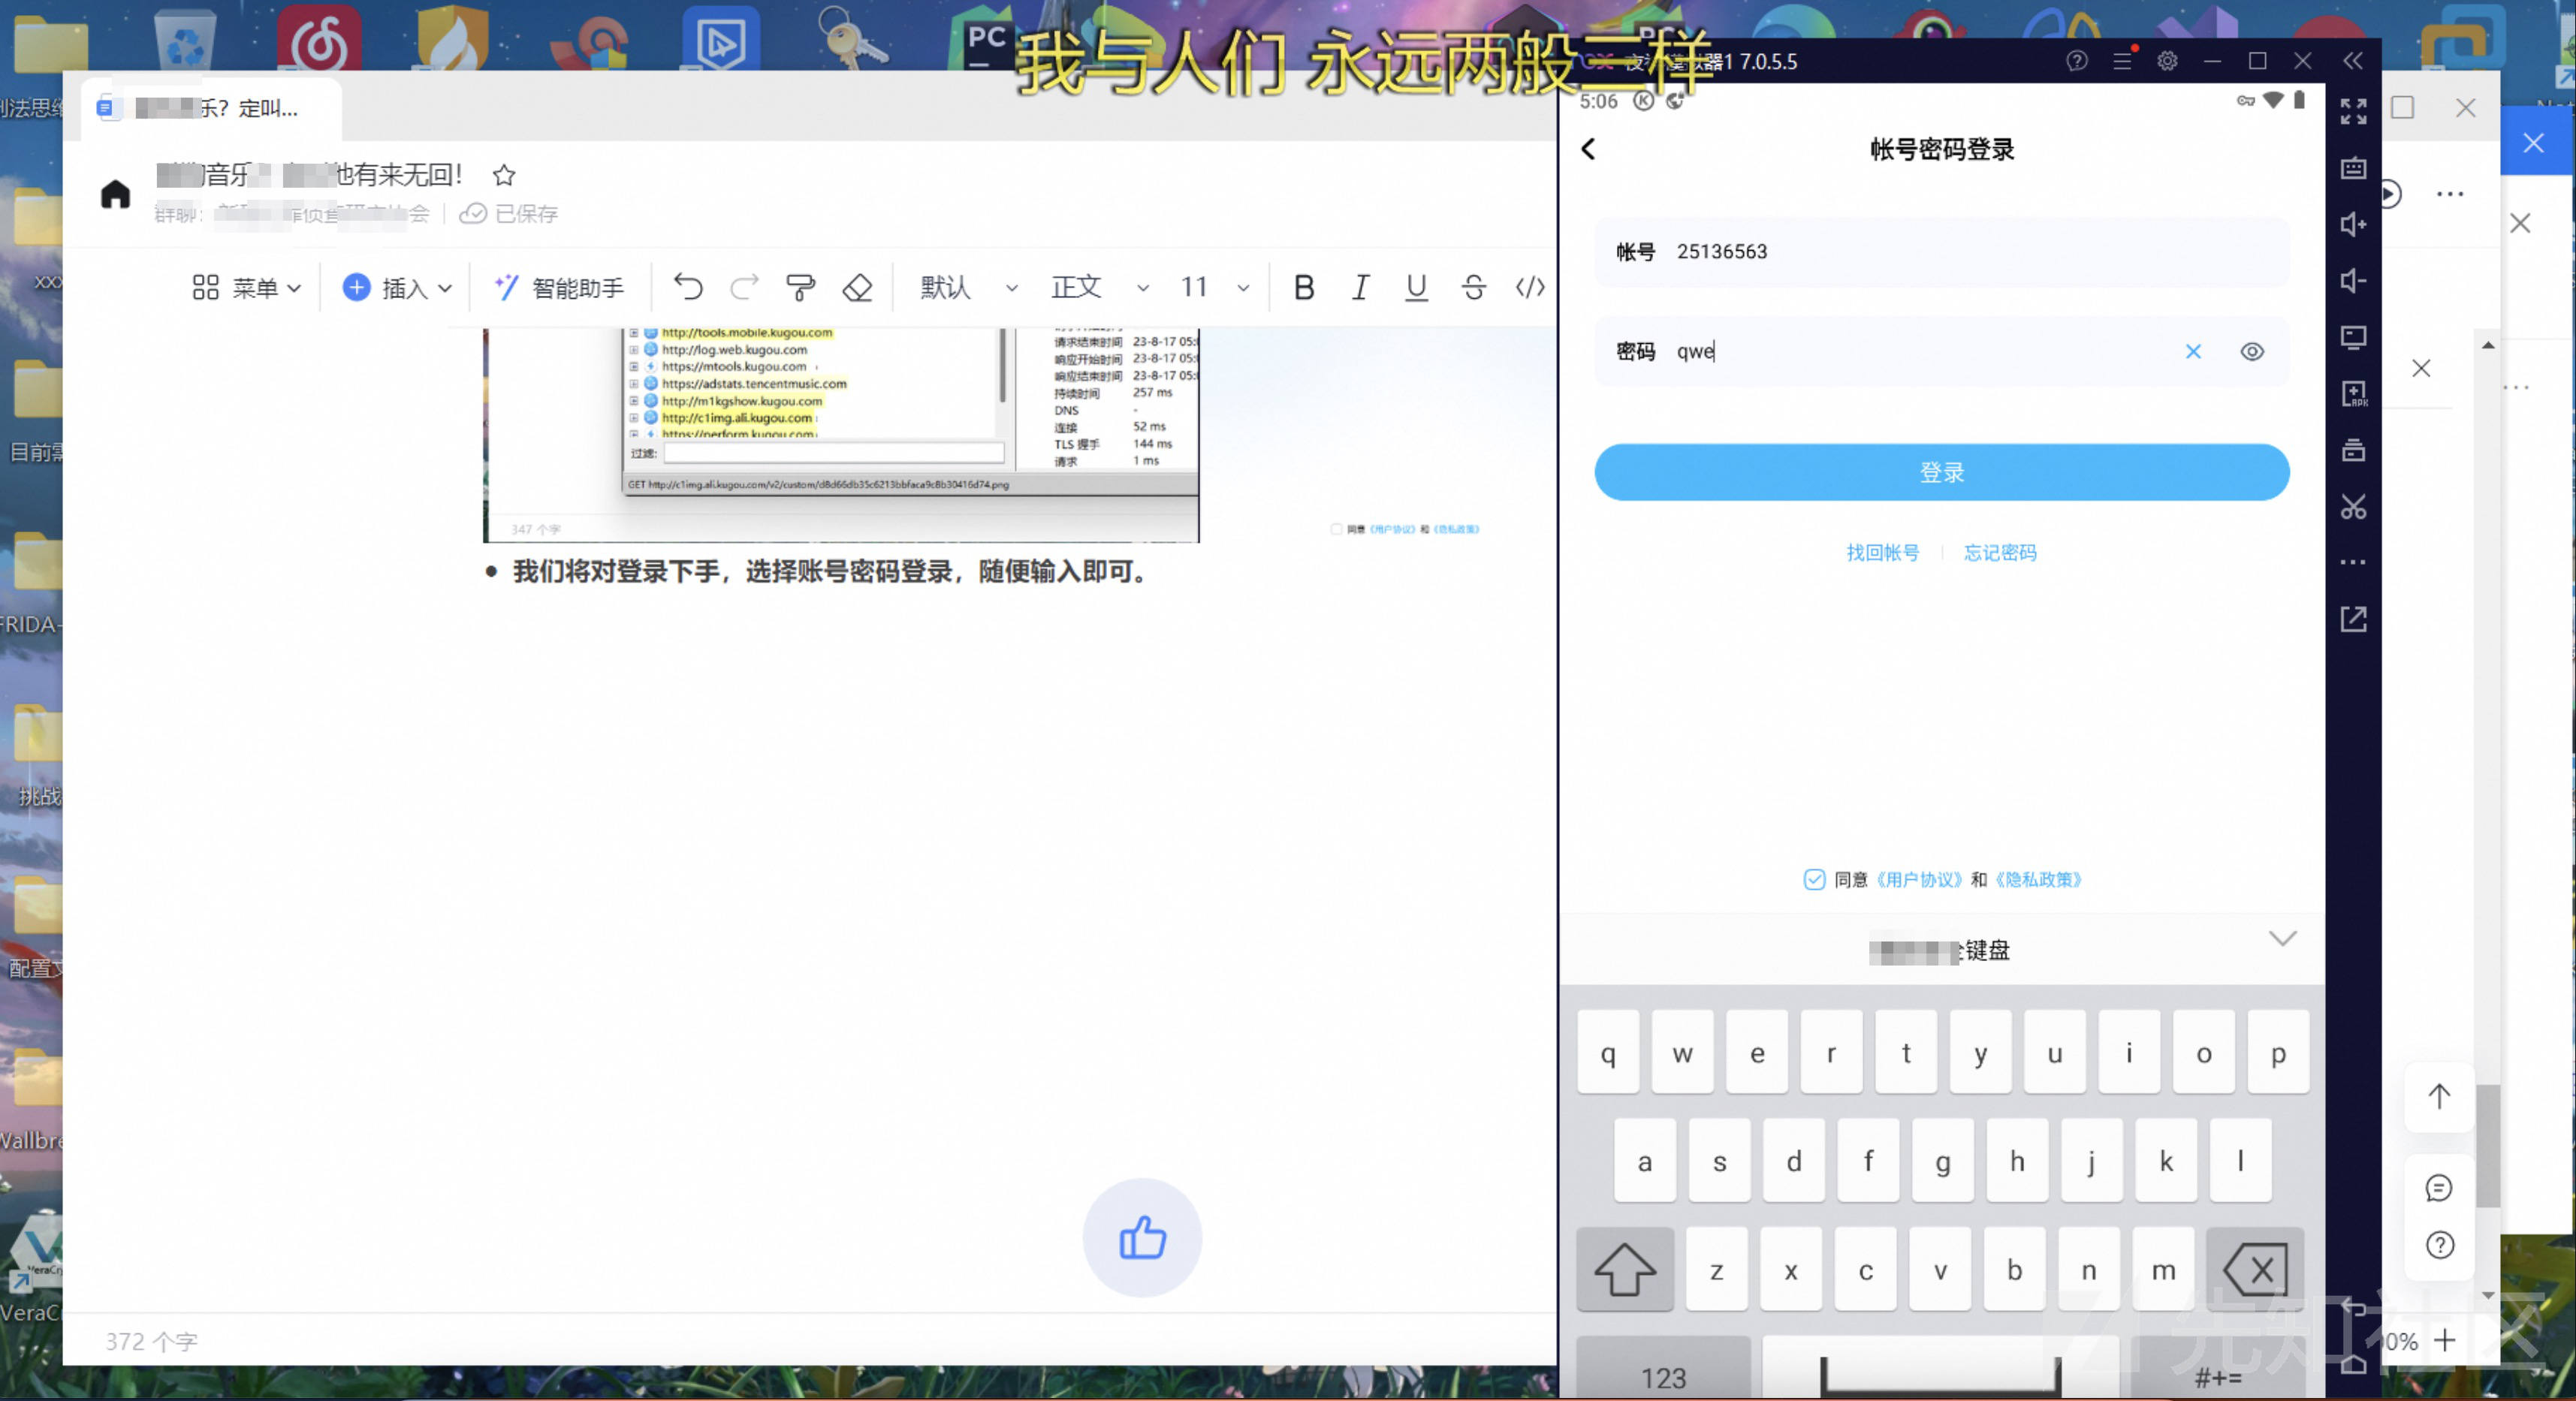 PC
我与人们 永远两般三样
7.0.5.5
乐？定叫...
音乐
有来无回！
群聊：
已保存
菜单
插入
智能助手
默认
正文
11
B
I
U
S
</>
http://tools.mobile.kugou.com
http://log.web.kugou.com
https://mtools.kugou.com
https://adstats.tencentmusic.com
http://m1kgshow.kugou.com
http://c1img.ali.kugou.com
https://perform.kugou.com
过滤:
请求结束时间 23-8-17 05:
响应开始时间 23-8-17 05:
响应结束时间 23-8-17 05:
持续时间 257 ms
DNS -
连接 52 ms
TLS 握手 144 ms
请求 1 ms
GET http://c1img.ali.kugou.com/v2/custom/d8d66db35c6213bbfaca9c8b30416d74.png
347 个字
同意《用户协议》和《隐私政策》
• 我们将对登录下手，选择账号密码登录，随便输入即可。
372 个字
5:06
帐号密码登录
帐号 25136563
密码 qwe
登录
找回帐号
忘记密码
同意《用户协议》和《隐私政策》
键盘
q w e r t y u i o p
a s d f g h j k l
z x c v b n m
123
#+=
APK
0%
先知社区
xxx
目前
FRIDA-
挑战
配置文
Wallbre
VeraCry
VeraC